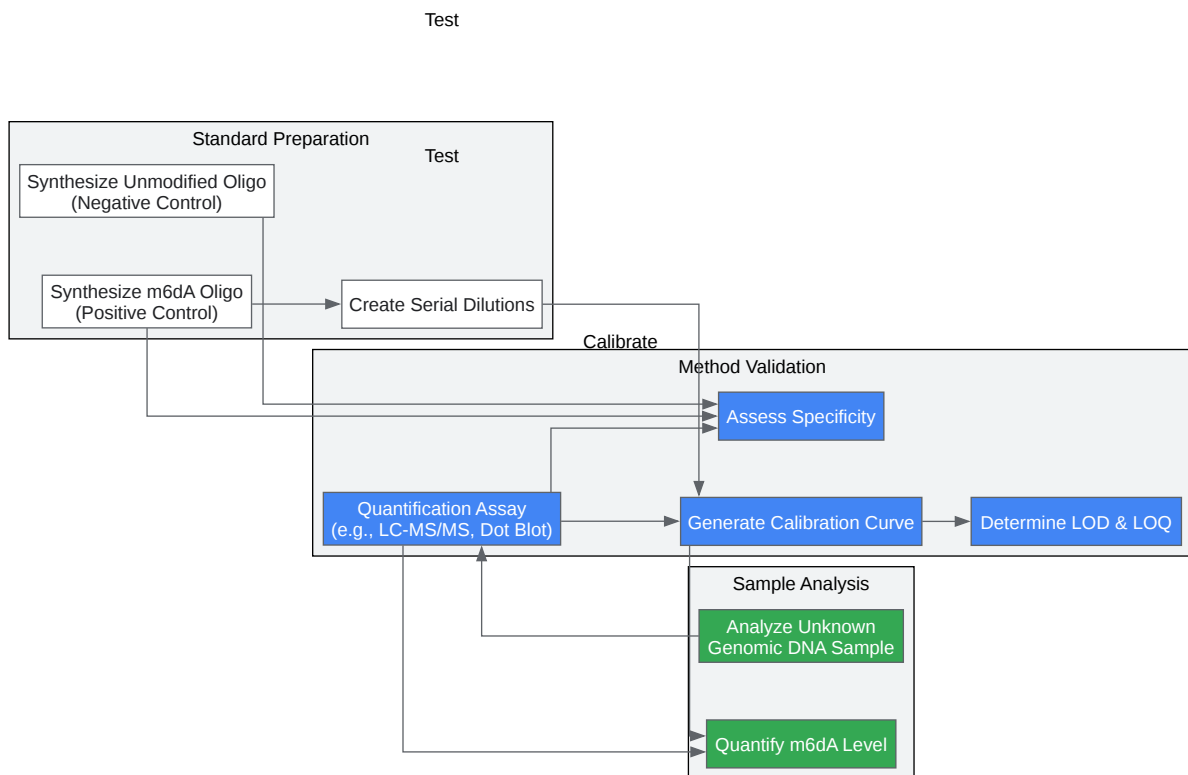 Test
Standard Preparation
Test
Synthesize Unmodified Oligo
(Negative Control)
Synthesize m6dA Oligo
(Positive Control)
Create Serial Dilutions
Calibrate
Method Validation
Assess Specificity
Quantification Assay
(e.g., LC-MS/MS, Dot Blot)
Generate Calibration Curve
Determine LOD & LOQ
Sample Analysis
Analyze Unknown
Genomic DNA Sample
Quantify m6dA Level